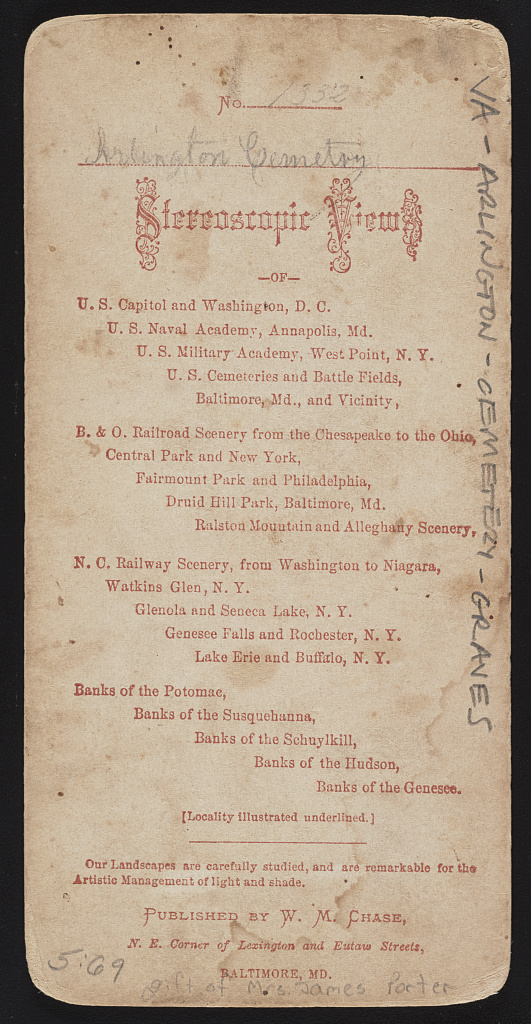 No. 1332
Arlington Cemetry
Stereoscopic Views
—OF—
U. S. Capitol and Washington, D. C.
U. S. Naval Academy, Annapolis, Md.
U. S. Military Academy, West Point, N. Y.
U. S. Cemeteries and Battle Fields,
Baltimore, Md., and Vicinity,
B. & O. Railroad Scenery from the Chesapeake to the Ohio,
Central Park and New York,
Fairmount Park and Philadelphia,
Druid Hill Park, Baltimore, Md.
Ralston Mountain and Alleghany Scenery,
N. C. Railway Scenery, from Washington to Niagara,
Watkins Glen, N. Y.
Glenola and Seneca Lake, N. Y.
Genesee Falls and Rochester, N. Y.
Lake Erie and Buffalo, N. Y.
Banks of the Potomac,
Banks of the Susquehanna,
Banks of the Schuylkill,
Banks of the Hudson,
Banks of the Genesee.
[Locality illustrated underlined.]
Our Landscapes are carefully studied, and are remarkable for the
Artistic Management of light and shade.
PUBLISHED BY W. M. CHASE,
N. E. Corner of Lexington and Eutaw Streets,
BALTIMORE, MD.
5:69
gift of Mrs. James Porter
VA - ARLINGTON - CEMETERY - GRAVES